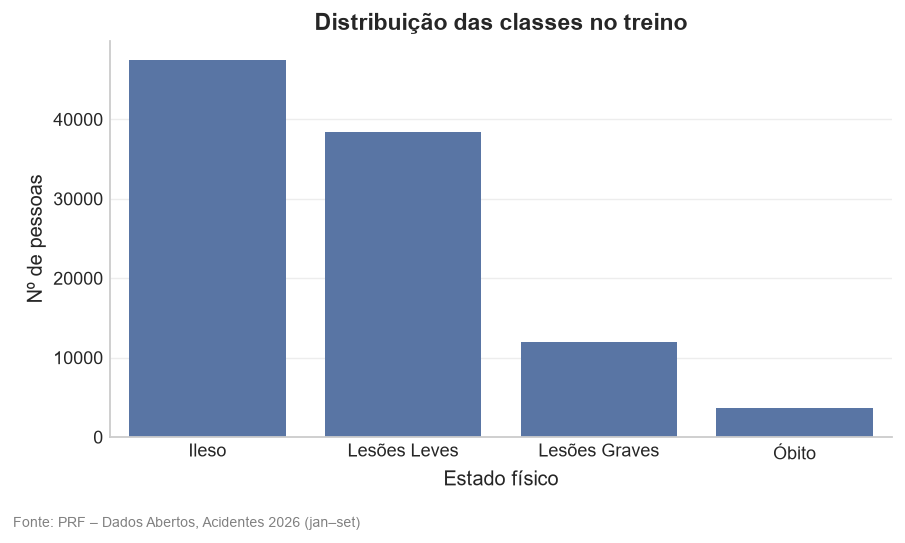 Distribuição das classes no treino
Nº de pessoas
40000
30000
20000
10000
0
Ileso
Lesões Leves
Lesões Graves
Óbito
Estado físico
Fonte: PRF – Dados Abertos, Acidentes 2026 (jan–set)